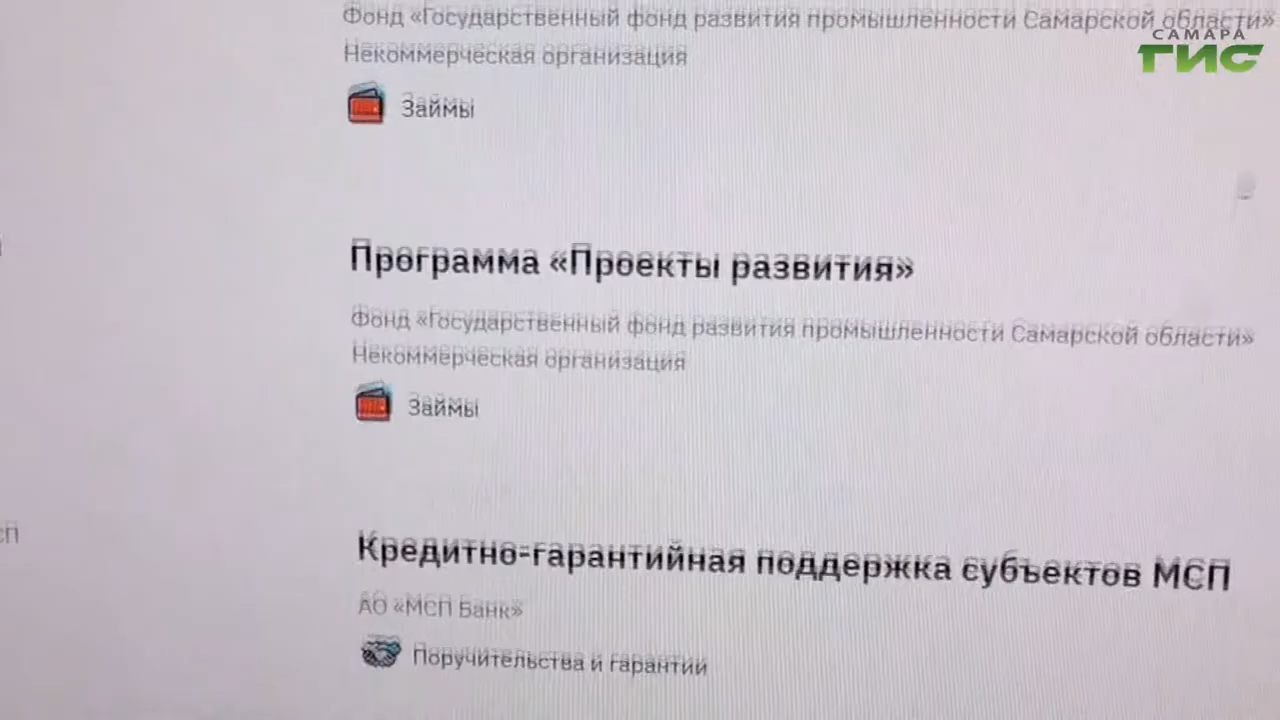 Фонд «Государственный фонд развития промышленности Самарской области»
САМАРА
ГИС
Некоммерческая организация
Займы
Программа «Проекты развития»
Фонд «Государственный фонд развития промышленности Самарской области»
Некоммерческая организация
Займы
Кредитно-гарантийная поддержка субъектов МСП
АО «МСП Банк»
Поручительства и гарантии